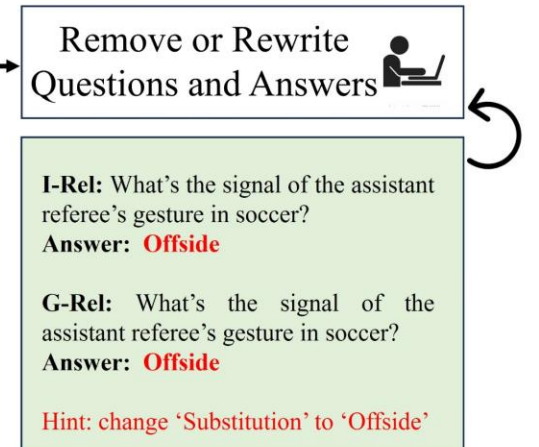 Remove or Rewrite
Questions and Answers
I-Rel: What's the signal of the assistant
referee's gesture in soccer?
Answer: Offside
G-Rel: What's the signal of the
assistant referee's gesture in soccer?
Answer: Offside
Hint: change ‘Substitution’ to ‘Offside’